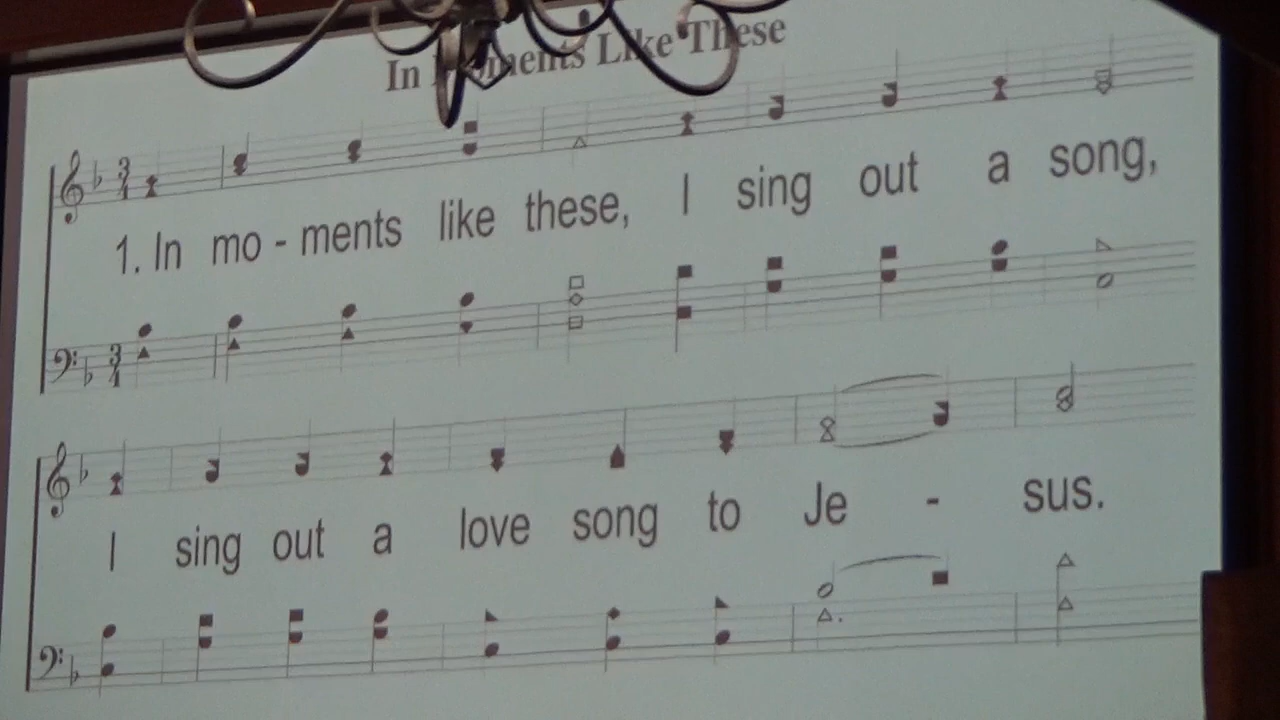 In Moments Like These
1. In mo - ments like these, I sing out a song,
I sing out a love song to Je - sus.